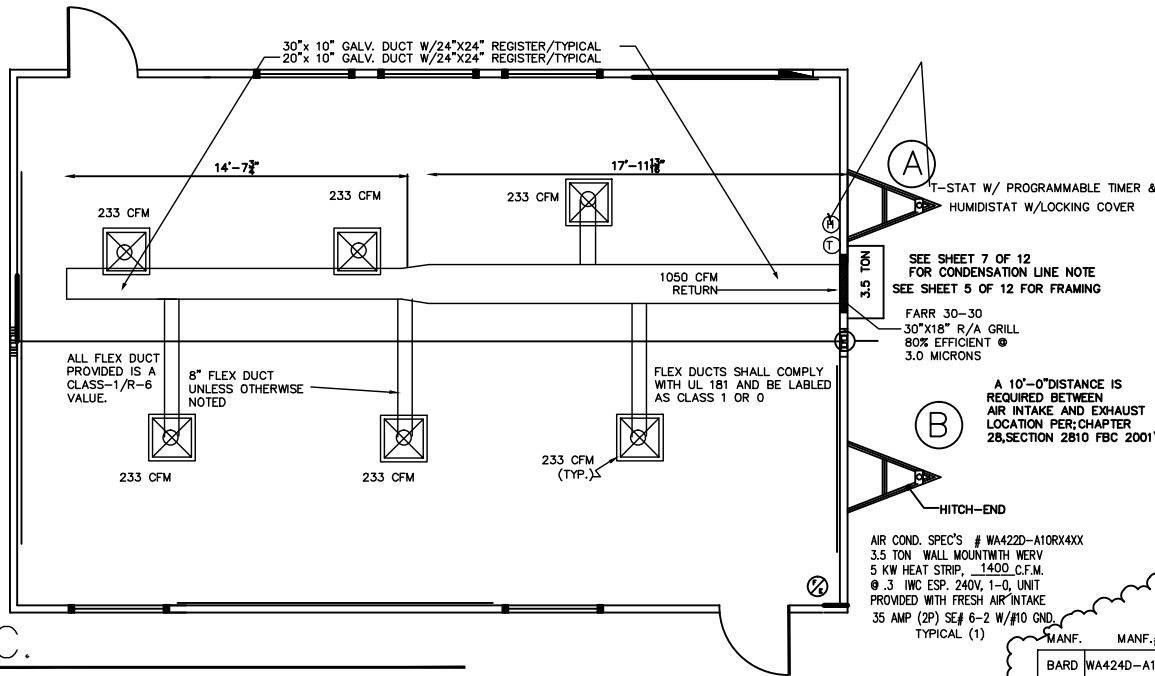 30"x 10" GALV. DUCT W/24"X24" REGISTER/TYPICAL
20"x 10" GALV. DUCT W/24"X24" REGISTER/TYPICAL
14'-7¾"
17'-11 13/16"
233 CFM
233 CFM
233 CFM
A
T-STAT W/ PROGRAMMABLE TIMER &
HUMIDISTAT W/LOCKING COVER
H
T
1050 CFM
RETURN
3.5 TON
SEE SHEET 7 OF 12
FOR CONDENSATION LINE NOTE
SEE SHEET 5 OF 12 FOR FRAMING
FARR 30-30
30"X18" R/A GRILL
80% EFFICIENT @
3.0 MICRONS
ALL FLEX DUCT
PROVIDED IS A
CLASS-1/R-6
VALUE.
8" FLEX DUCT
UNLESS OTHERWISE
NOTED
FLEX DUCTS SHALL COMPLY
WITH UL 181 AND BE LABLED
AS CLASS 1 OR 0
A 10'-0"DISTANCE IS
REQUIRED BETWEEN
AIR INTAKE AND EXHAUST
LOCATION PER;CHAPTER
28,SECTION 2810 FBC 2001
B
233 CFM
233 CFM
233 CFM
(TYP.)
HITCH-END
AIR COND. SPEC'S # WA422D-A10RX4XX
3.5 TON WALL MOUNTWITH WERV
5 KW HEAT STRIP, 1400 C.F.M.
@ .3 IWC ESP. 240V, 1-0, UNIT
PROVIDED WITH FRESH AIR INTAKE
35 AMP (2P) SE# 6-2 W/#10 GND.
TYPICAL (1)
F/E
C.
MANF. MANF.#
BARD WA424D-A1